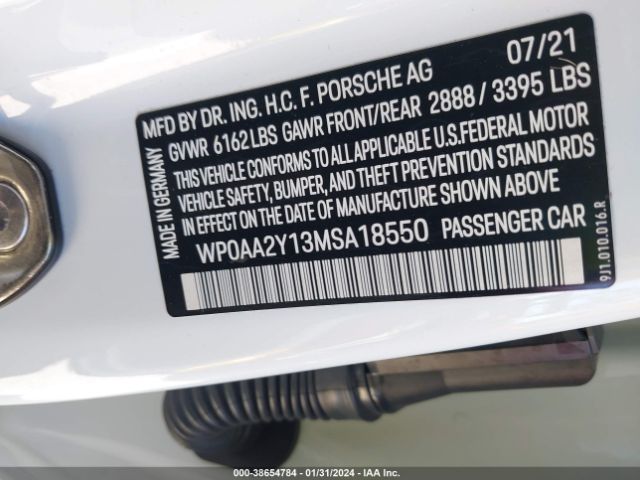 MFD BY DR. ING. H.C. F. PORSCHE AG 07/21
GVWR 6162LBS GAWR FRONT/REAR 2888 / 3395 LBS
THIS VEHICLE CONFORMS TO ALL APPLICABLE U.S. FEDERAL MOTOR
VEHICLE SAFETY, BUMPER, AND THEFT PREVENTION STANDARDS
IN EFFECT ON THE DATE OF MANUFACTURE SHOWN ABOVE
WP0AA2Y13MSA18550 PASSENGER CAR
MADE IN GERMANY
9J1.010.016.R
000-38654784 - 01/31/2024 - IAA Inc.